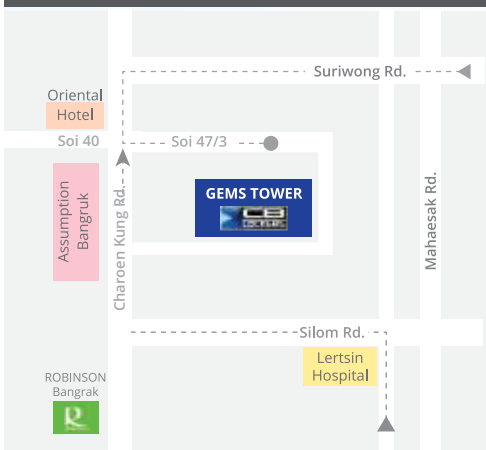 Suriwong Rd.
Oriental
Hotel
Soi 40
Soi 47/3
GEMS TOWER
CB
Assumption
Bangruk
Charoen Kung Rd.
Mahaesak Rd.
Silom Rd.
Lertsin
Hospital
ROBINSON
Bangrak
R